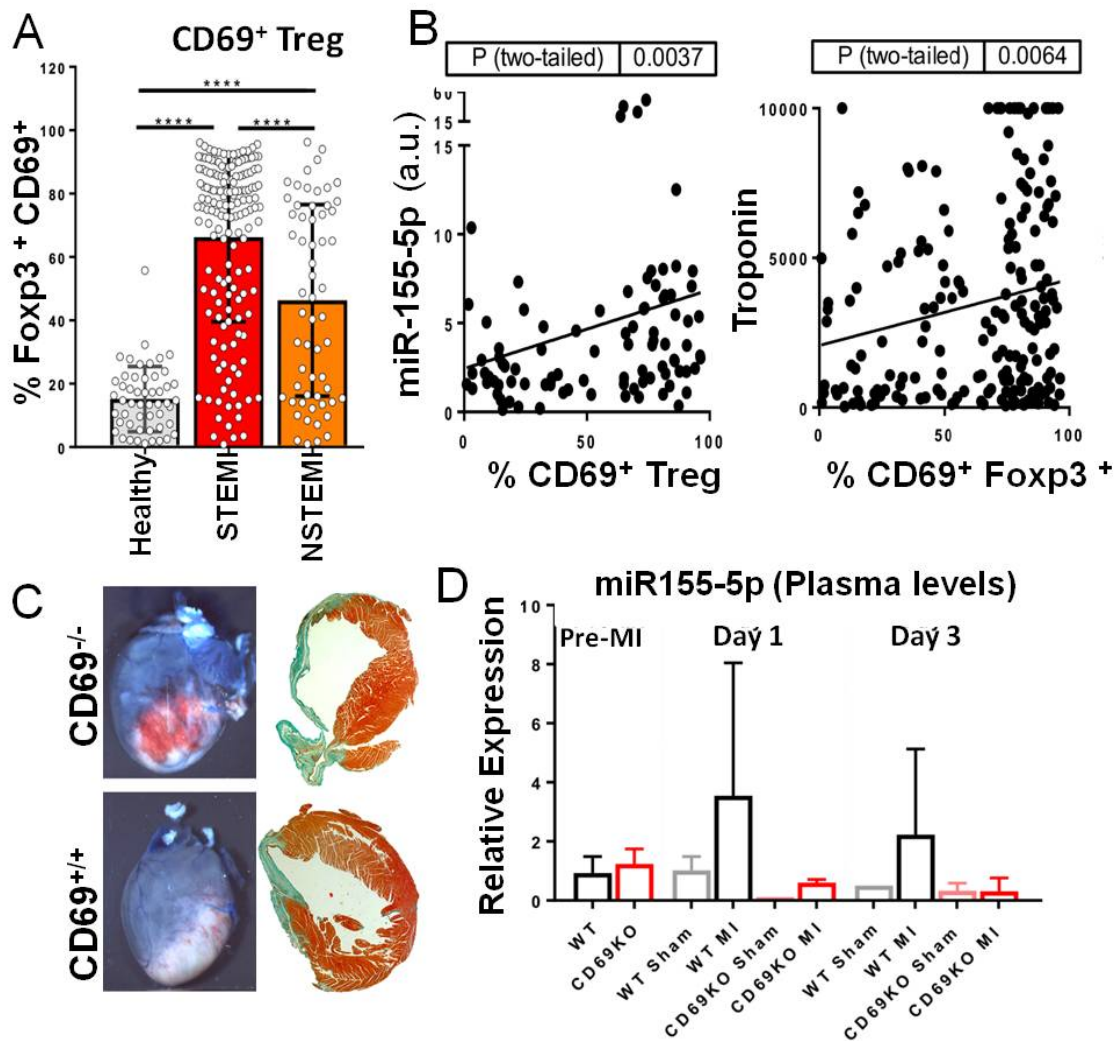 A
CD69⁺ Treg
% Foxp3⁺ CD69⁺
120
100
80
60
40
20
0
****
**** ****
Healthy
STEMI
NSTEMI
B
P (two-tailed) 0.0037
miR-155-5p (a.u.)
60
15
15
10
5
0
0 50 100
% CD69⁺ Treg
P (two-tailed) 0.0064
Troponin
10000
5000
0
0 50 100
% CD69⁺ Foxp3⁺
C
CD69⁻/⁻
CD69⁺/⁺
D
miR155-5p (Plasma levels)
Relative Expression
10
8
6
4
2
0
Pre-MI Day 1 Day 3
WT
CD69KO
WT Sham
WT MI
CD69KO Sham
CD69KO MI
WT Sham
WT MI
CD69KO Sham
CD69KO MI